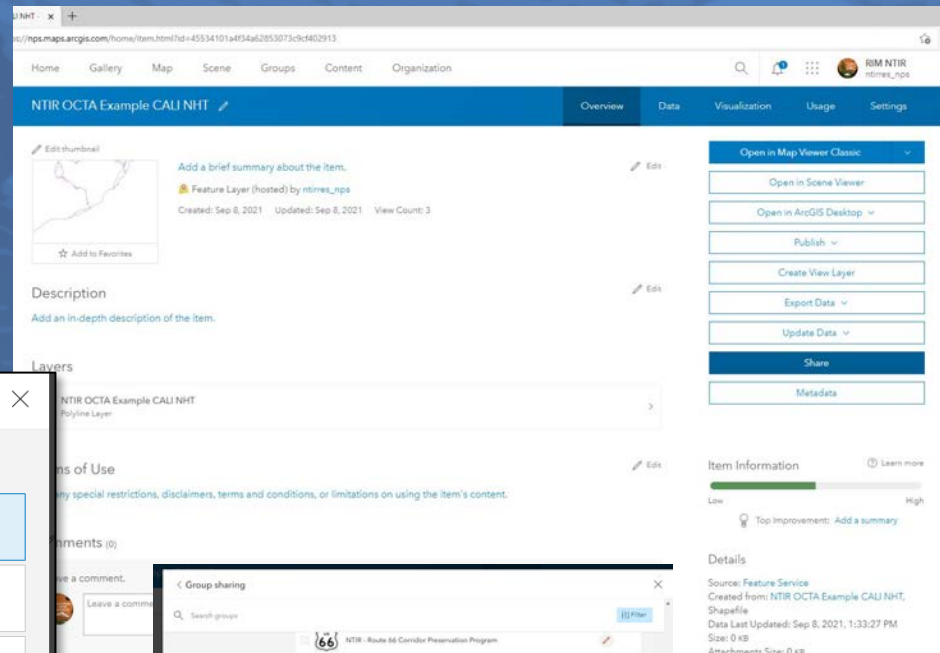 NHT -
nps.maps.arcgis.com/home/item.html?id=45534101a4f34a62853073c9cf402913
Home Gallery Map Scene Groups Content Organization
RIM NTIR
ntirres_nps
NTIR OCTA Example CALI NHT
Overview Data Visualization Usage Settings
Edit thumbnail
Add to Favorites
Add a brief summary about the item.
Edit
Feature Layer (hosted) by ntirres_nps
Created: Sep 8, 2021 Updated: Sep 8, 2021 View Count: 3
Description
Edit
Add an in-depth description of the item.
Layers
NTIR OCTA Example CALI NHT
Polyline Layer
of Use
Edit
any special restrictions, disclaimers, terms and conditions, or limitations on using the item's content.
(0)
a comment.
Leave a comme
Open in Map Viewer Classic
Open in Scene Viewer
Open in ArcGIS Desktop
Publish
Create View Layer
Export Data
Update Data
Share
Metadata
Item Information
Learn more
Low High
Top Improvement: Add a summary
Details
Source: Feature Service
Created from: NTIR OCTA Example CALI NHT,
Shapefile
Data Last Updated: Sep 8, 2021, 1:33:27 PM
Size: 0 KB
Attachments Size: 0 KB
Group sharing
Search groups
Filter
66
NTIR - Route 66 Corridor Preservation Program